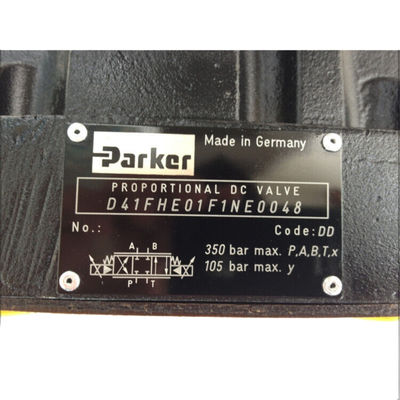 Parker
Made in Germany
PROPORTIONAL DC VALVE
D41FHE01F1NE0048
No.:
Code: DD
A B
P T
350 bar max. P,A,B,T,x
105 bar max. y